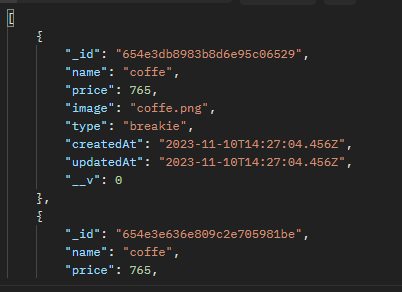 [
{
"_id": "654e3db8983b8d6e95c06529",
"name": "coffe",
"price": 765,
"image": "coffe.png",
"type": "breakie",
"createdAt": "2023-11-10T14:27:04.456Z",
"updatedAt": "2023-11-10T14:27:04.456Z",
"__v": 0
},
{
"_id": "654e3e636e809c2e705981be",
"name": "coffe",
"price": 765,